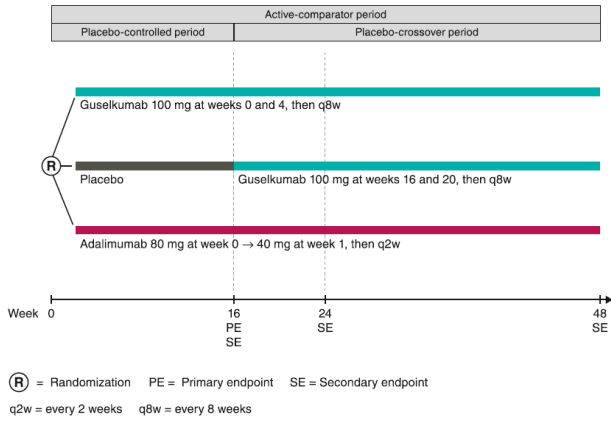 Active-comparator period
Placebo-controlled period
Placebo-crossover period
Guselkumab 100 mg at weeks 0 and 4, then q8w
R
Placebo
Guselkumab 100 mg at weeks 16 and 20, then q8w
Adalimumab 80 mg at week 0 → 40 mg at week 1, then q2w
Week 0 16 24 48
PE SE SE
SE
R = Randomization PE = Primary endpoint SE = Secondary endpoint
q2w = every 2 weeks q8w = every 8 weeks